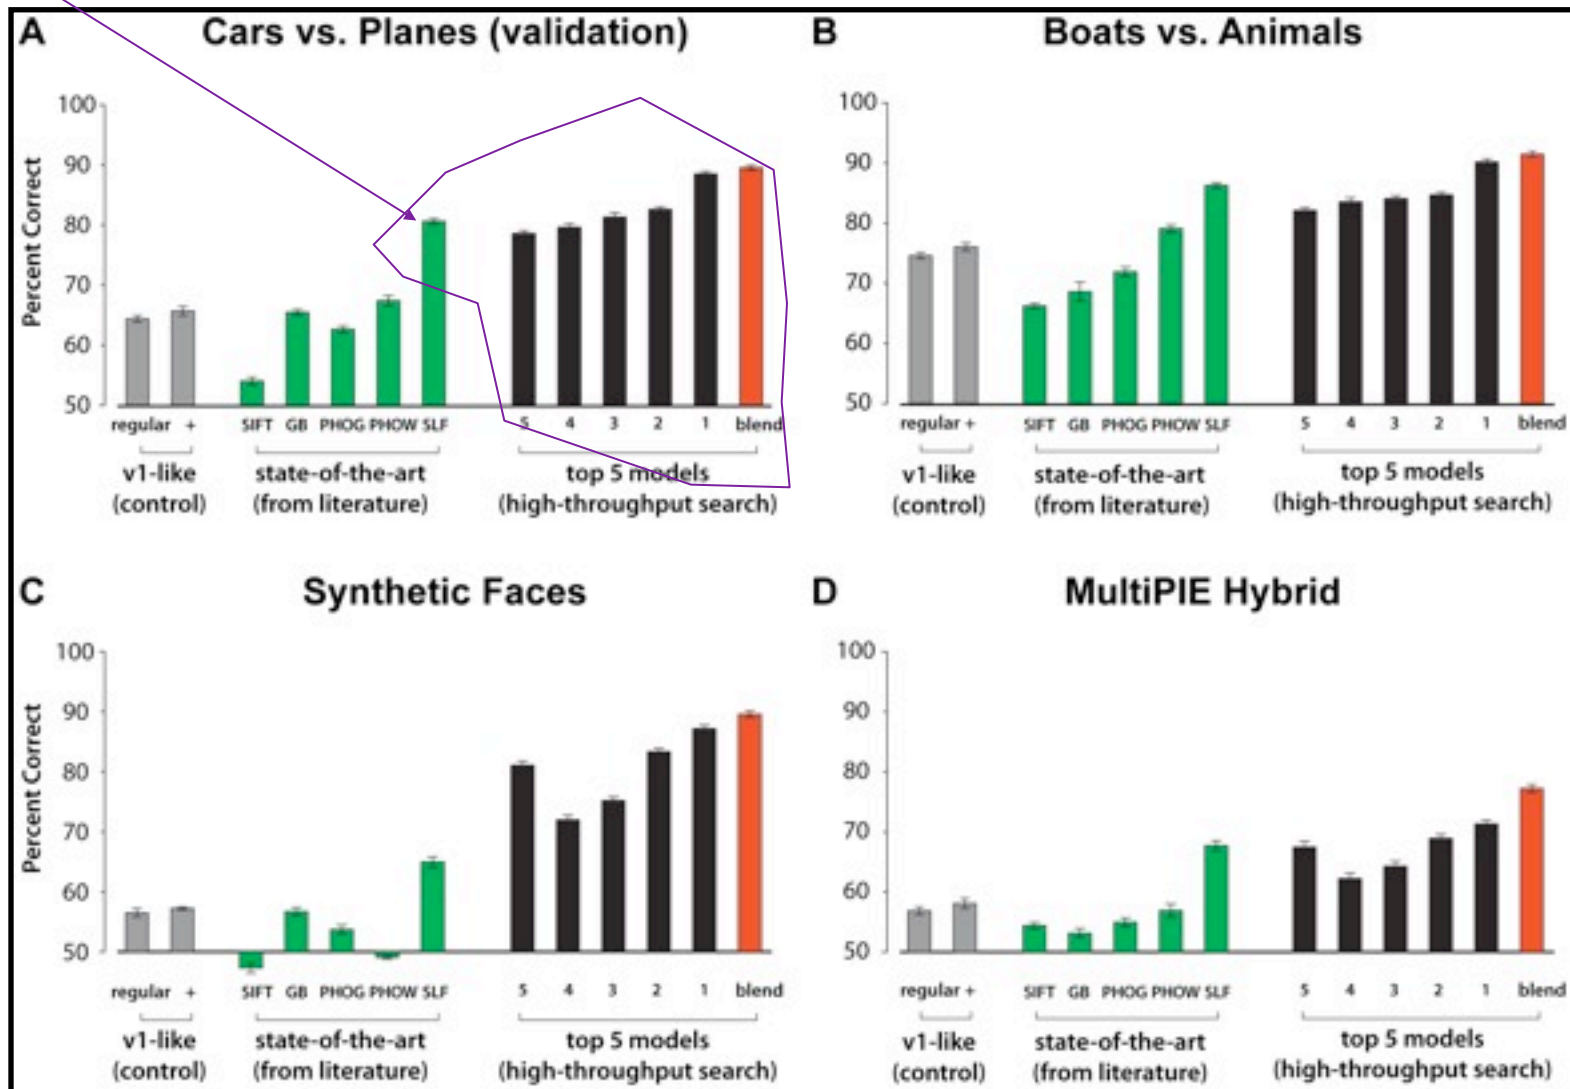 A Cars vs. Planes (validation)
100
90
80
70
60
50
Percent Correct
regular + SIFT GB PHOG PHOW SLF 5 4 3 2 1 blend
v1-like state-of-the-art top 5 models
(control) (from literature) (high-throughput search)
B Boats vs. Animals
100
90
80
70
60
50
regular + SIFT GB PHOG PHOW SLF 5 4 3 2 1 blend
v1-like state-of-the-art top 5 models
(control) (from literature) (high-throughput search)
C Synthetic Faces
100
90
80
70
60
50
Percent Correct
regular + SIFT GB PHOG PHOW SLF 5 4 3 2 1 blend
v1-like state-of-the-art top 5 models
(control) (from literature) (high-throughput search)
D MultiPIE Hybrid
100
90
80
70
60
50
regular + SIFT GB PHOG PHOW SLF 5 4 3 2 1 blend
v1-like state-of-the-art top 5 models
(control) (from literature) (high-throughput search)